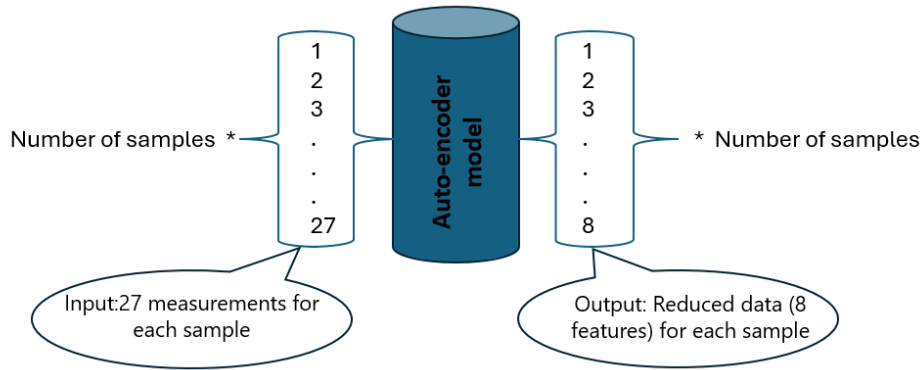 Number of samples *
1
2
3
.
.
.
27
Auto-encoder
model
1
2
3
.
.
.
8
* Number of samples
Input:27 measurements for
each sample
Output: Reduced data (8
features) for each sample